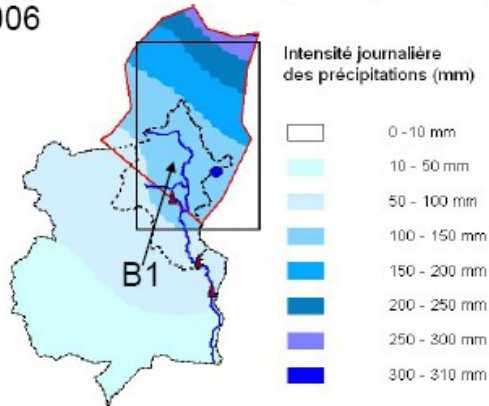 006
Intensité journalière
des précipitations (mm)
0 -10 mm
10 - 50 mm
50 - 100 mm
100 - 150 mm
150 - 200 mm
200 - 250 mm
250 - 300 mm
300 - 310 mm
B1